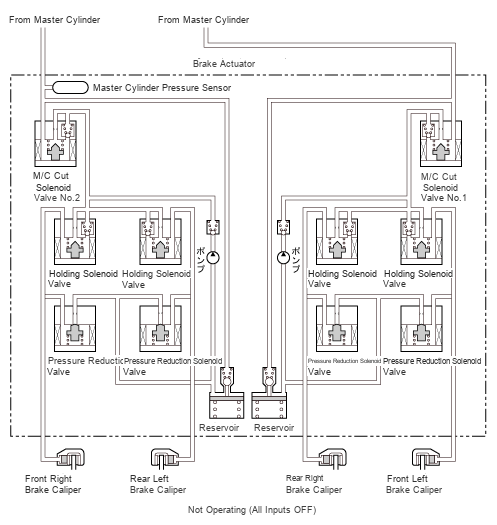 From Master Cylinder
From Master Cylinder
Brake Actuator
Master Cylinder Pressure Sensor
M/C Cut
Solenoid
Valve No.2
M/C Cut
Solenoid
Valve No.1
ポンプ
ポンプ
Holding Solenoid
Valve
Holding Solenoid
Valve
Holding Solenoid
Valve
Holding Solenoid
Valve
Pressure Reductic
Valve
Pressure Reduction Solenoid
Valve
Pressure Reduction Solenoid
Valve
Pressure Reduction Solenoid
Valve
Reservoir
Reservoir
Front Right
Brake Caliper
Rear Left
Brake Caliper
Rear Right
Brake Caliper
Front Left
Brake Caliper
Not Operating (All Inputs OFF)